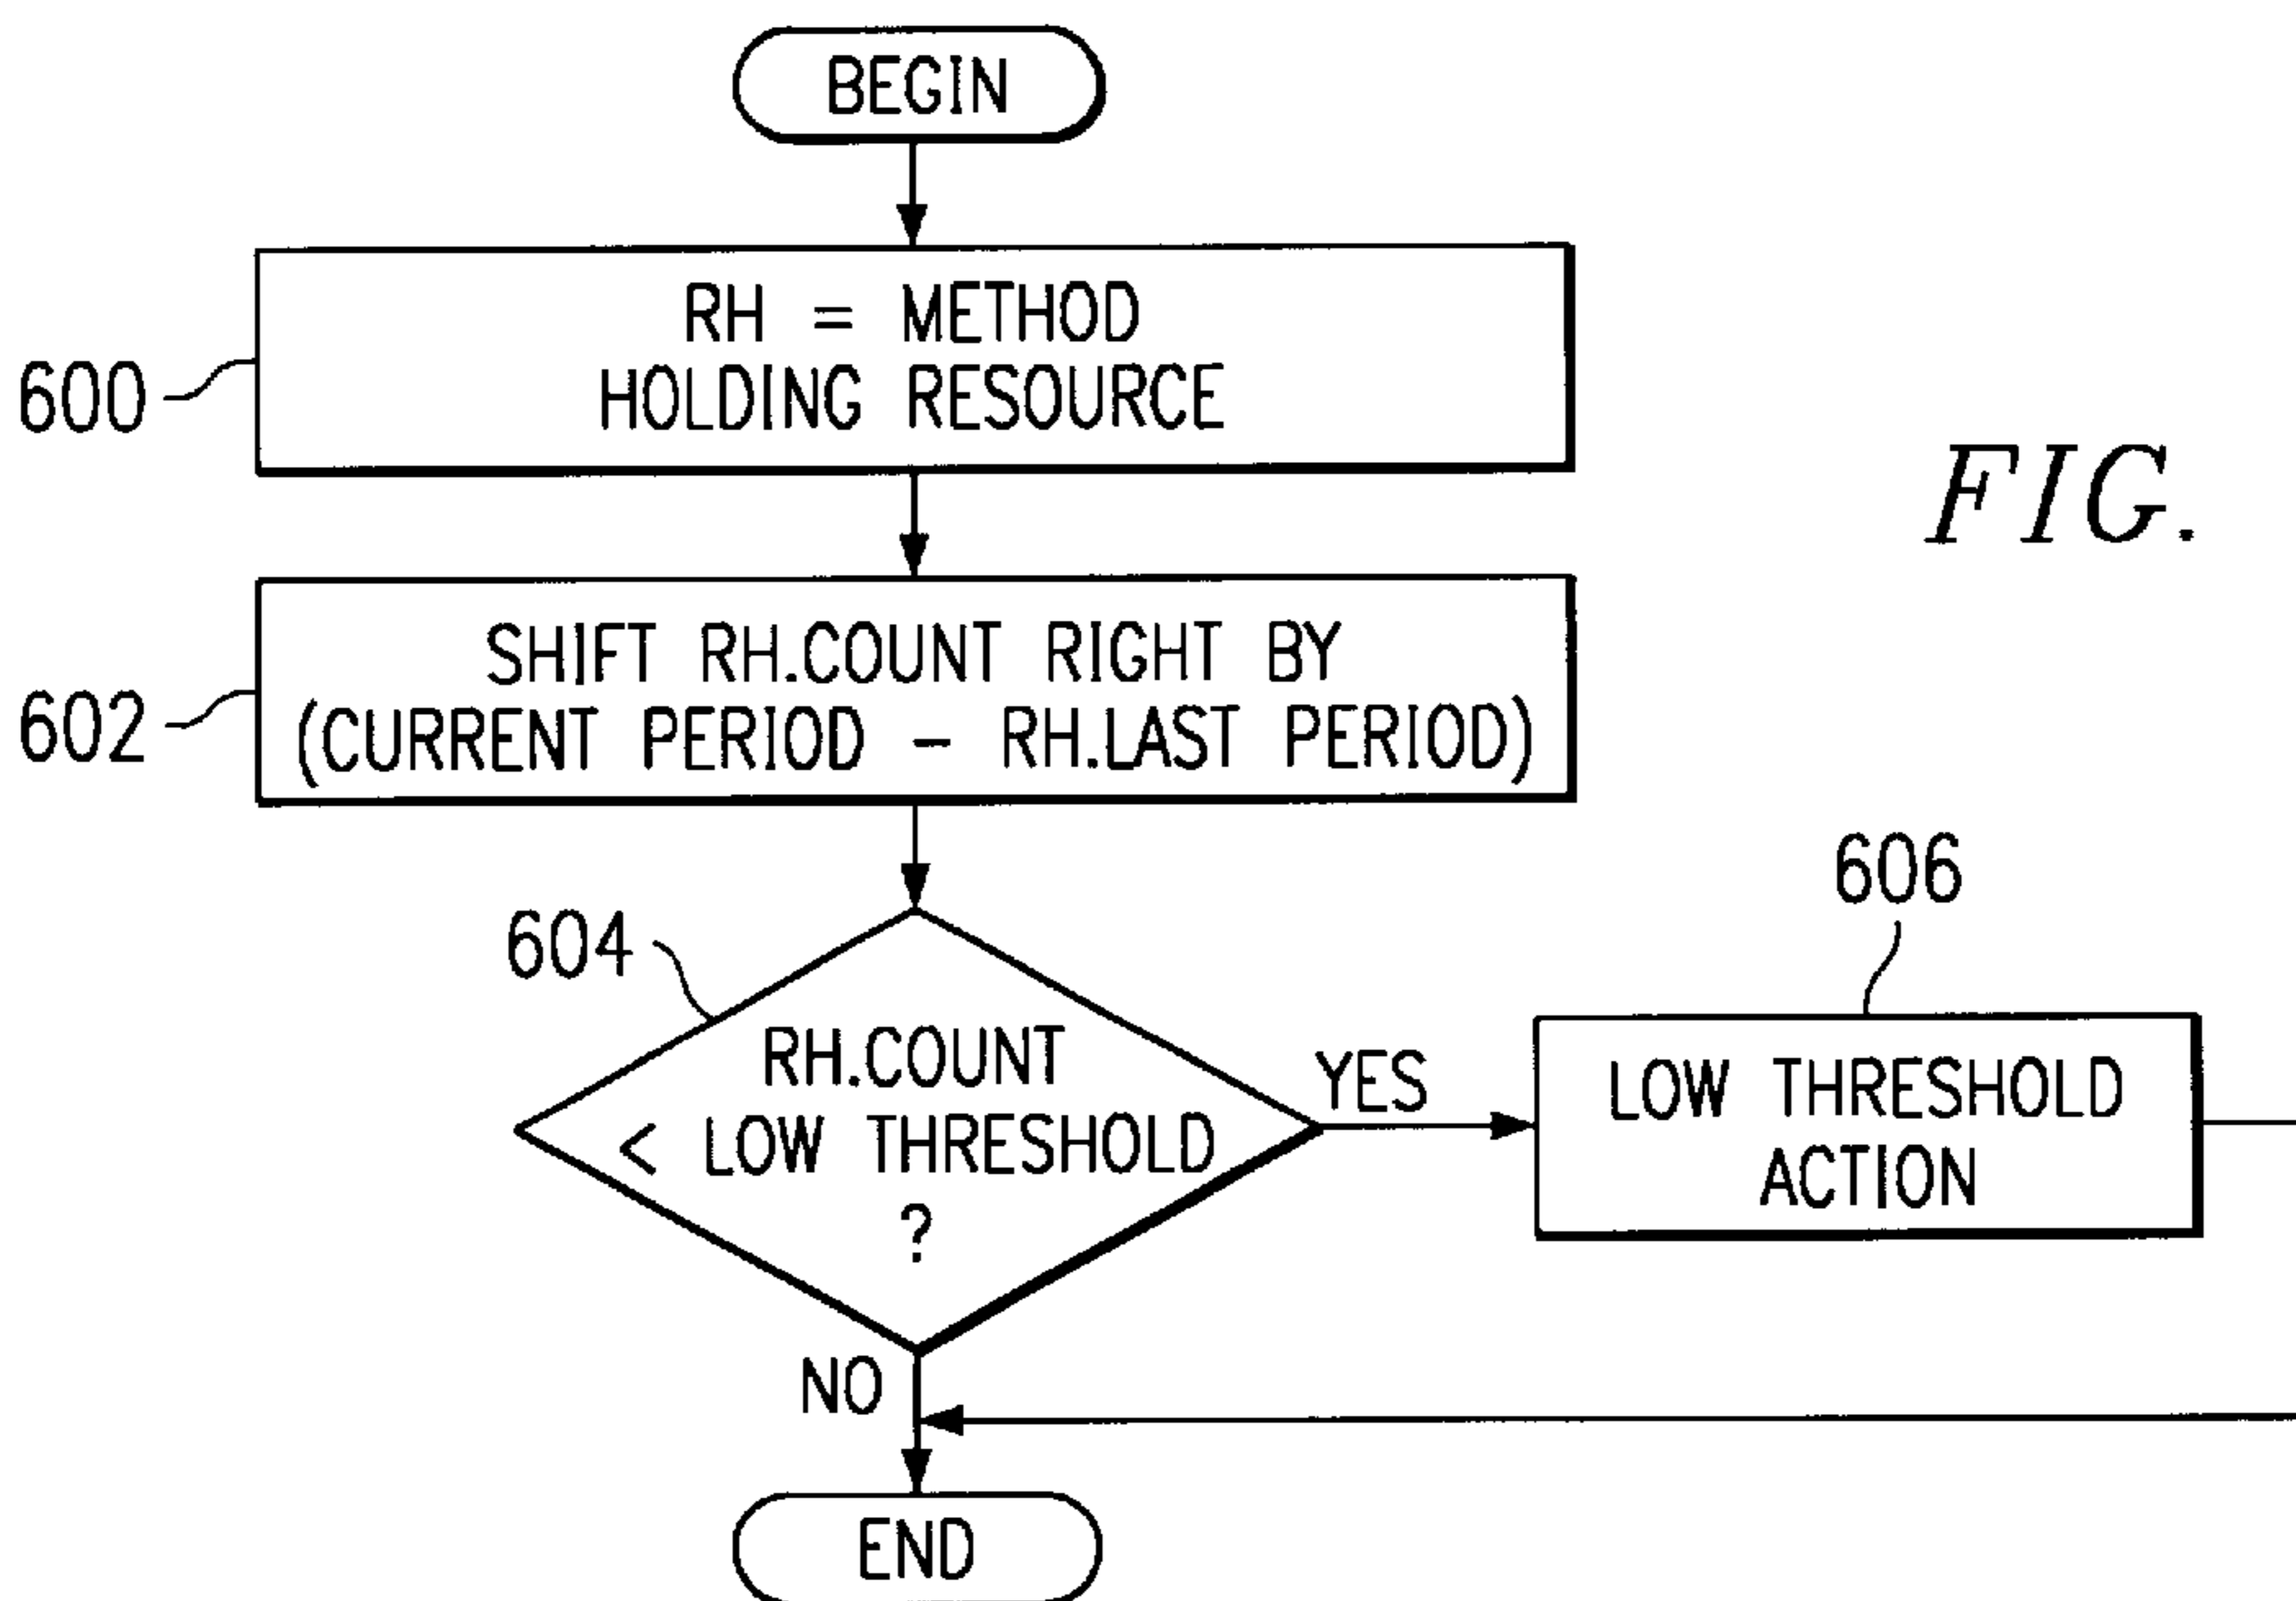 BEGIN
RH = METHOD
HOLDING RESOURCE
600
FIG.
SHIFT RH.COUNT RIGHT BY
(CURRENT PERIOD - RH.LAST PERIOD)
602
604
606
RH.COUNT
< LOW THRESHOLD
?
YES
LOW THRESHOLD
ACTION
NO
END